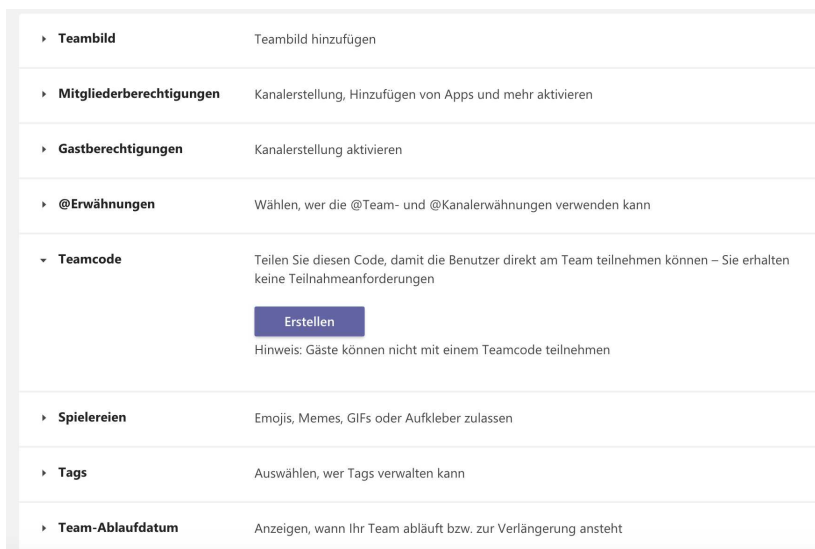 Teambild Teambild hinzufügen
Mitgliederberechtigungen Kanalerstellung, Hinzufügen von Apps und mehr aktivieren
Gastberechtigungen Kanalerstellung aktivieren
@Erwähnungen Wählen, wer die @Team- und @Kanalerwähnungen verwenden kann
Teamcode Teilen Sie diesen Code, damit die Benutzer direkt am Team teilnehmen können – Sie erhalten
keine Teilnahmeanforderungen
Erstellen
Hinweis: Gäste können nicht mit einem Teamcode teilnehmen
Spielereien Emojis, Memes, GIFs oder Aufkleber zulassen
Tags Auswählen, wer Tags verwalten kann
Team-Ablaufdatum Anzeigen, wann Ihr Team abläuft bzw. zur Verlängerung ansteht